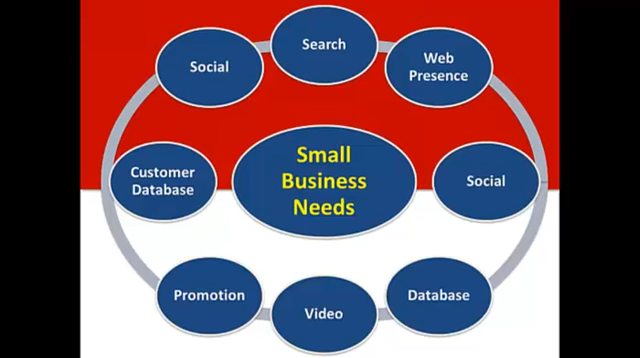 Search
Social
Web
Presence
Customer
Database
Small
Business
Needs
Social
Promotion
Video
Database